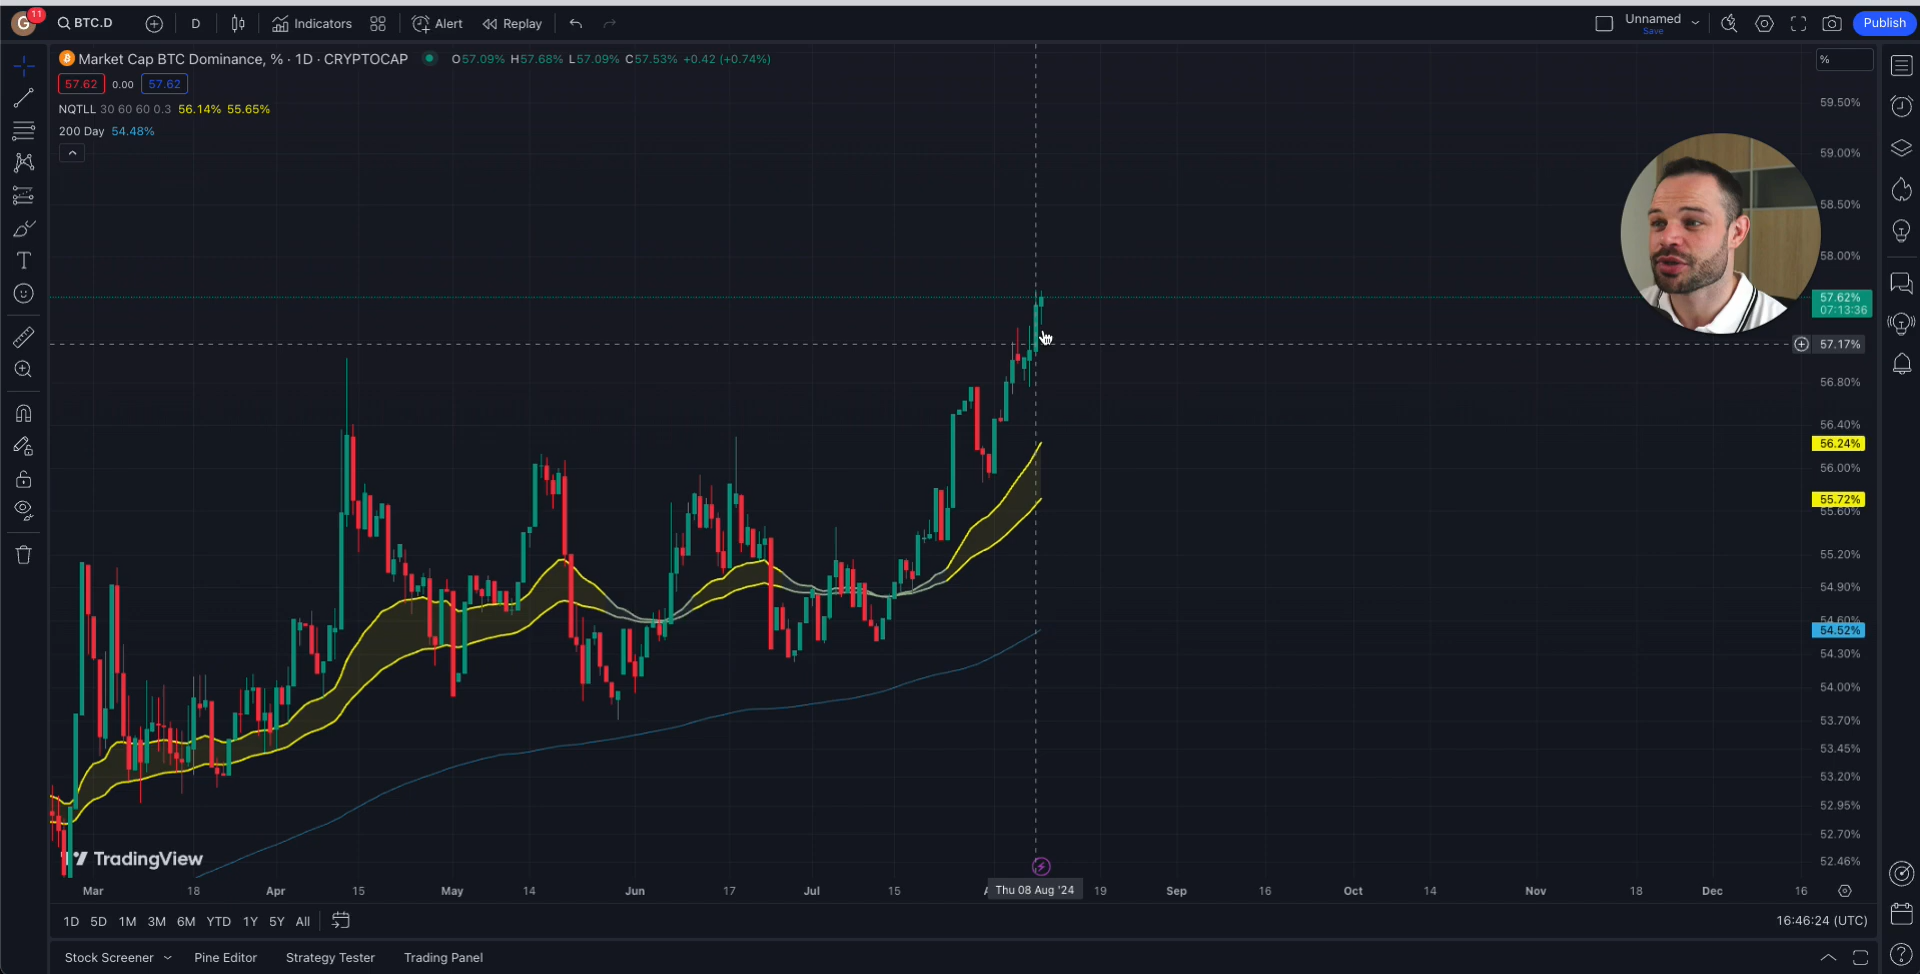 G 11 BTC.D D Indicators Alert Replay Unnamed Save Publish
Market Cap BTC Dominance, % · 1D · CRYPTOCAP O57.09% H57.68% L57.09% C57.53% +0.42 (+0.74%)
57.62 0.00 57.62
NQTLL 30 60 60 0.3 56.14% 55.65%
200 Day 54.48%
%
59.50%
59.00%
58.50%
58.00%
57.62%
07:13:36
57.17%
56.80%
56.40%
56.24%
56.00%
55.72%
55.60%
55.20%
54.90%
54.60%
54.52%
54.30%
54.00%
53.70%
53.45%
53.20%
52.95%
52.70%
52.46%
TradingView
Mar 18 Apr 15 May 14 Jun 17 Jul 15 Thu 08 Aug '24 19 Sep 16 Oct 14 Nov 18 Dec 16
1D 5D 1M 3M 6M YTD 1Y 5Y All 16:46:24 (UTC)
Stock Screener Pine Editor Strategy Tester Trading Panel